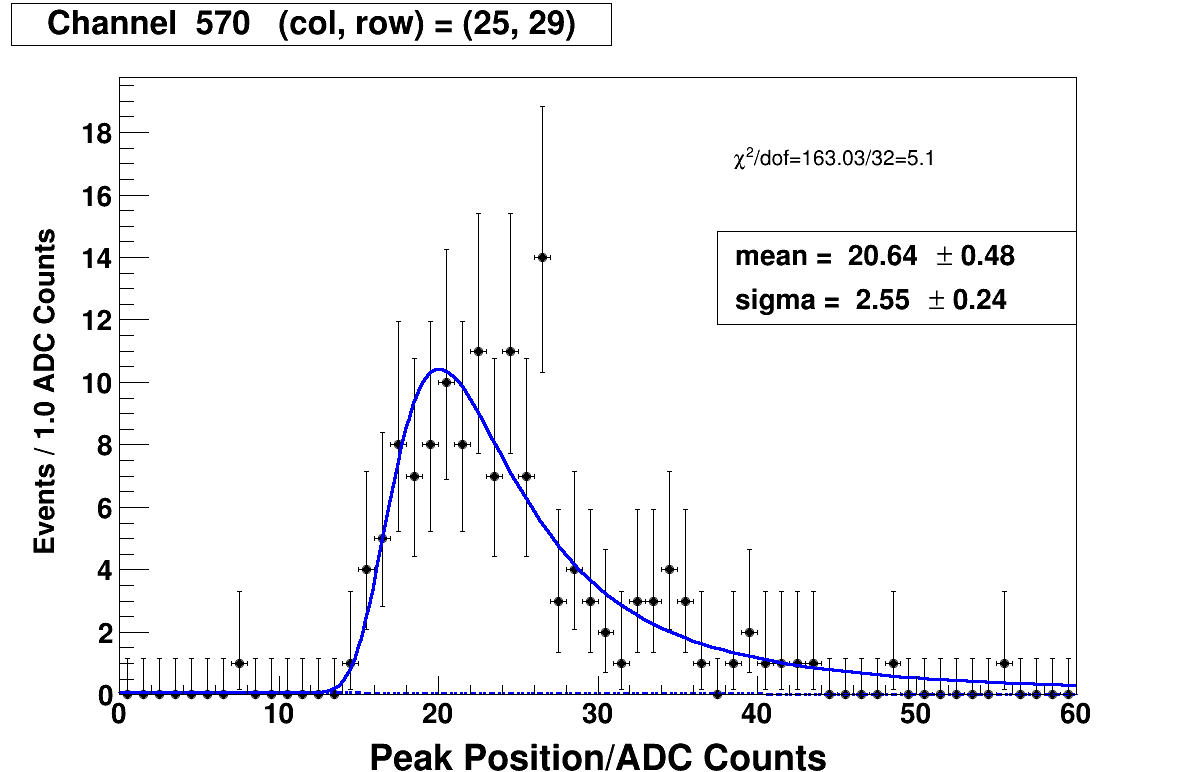 Channel 570 (col, row) = (25, 29)
χ²/dof=163.03/32=5.1
mean = 20.64 ± 0.48
sigma = 2.55 ± 0.24
Events / 1.0 ADC Counts
18
16
14
12
10
8
6
4
2
0
0 10 20 30 40 50 60
Peak Position/ADC Counts